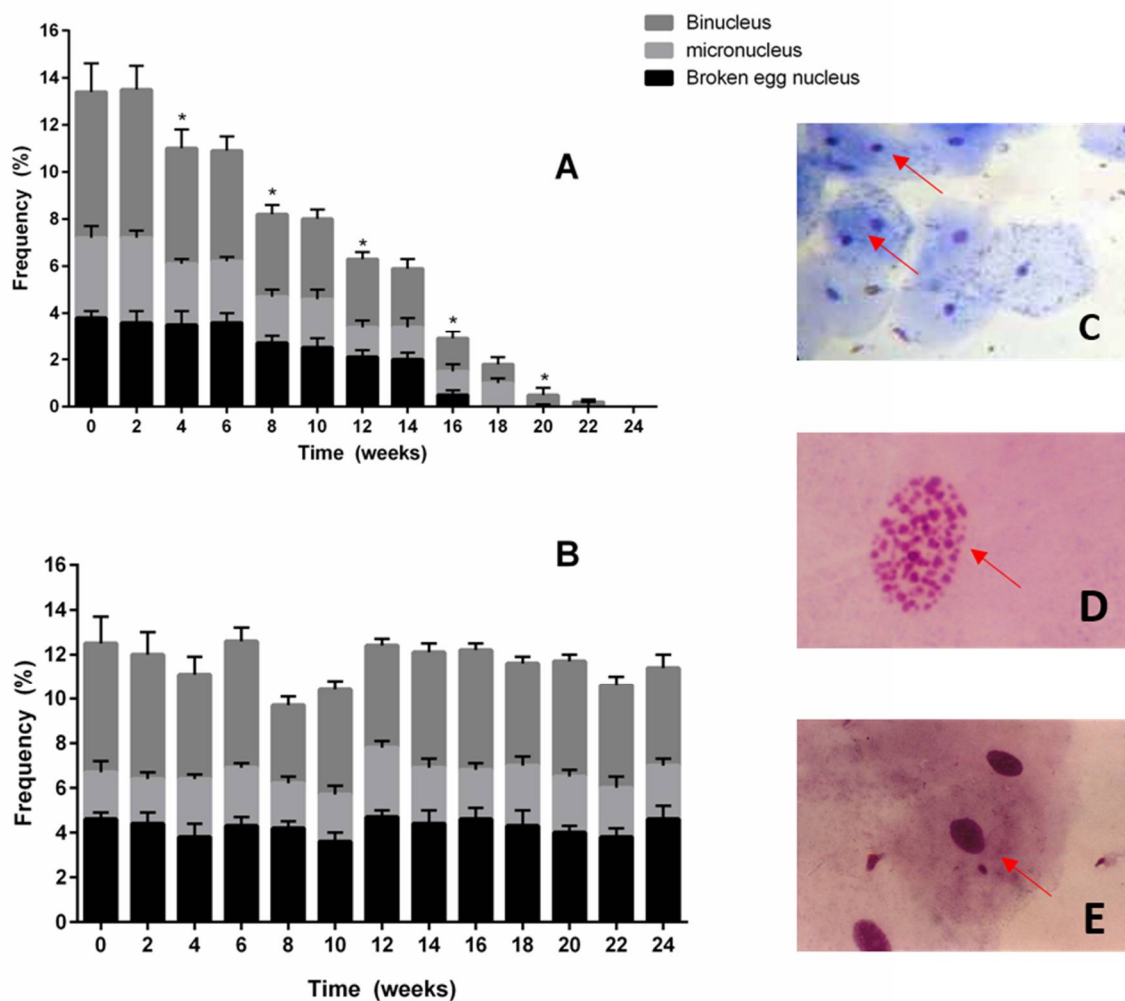 Binucleus
micronucleus
Broken egg nucleus
16
14
12
10
8
6
4
2
0
Frequency (%)
A
* * * * *
0 2 4 6 8 10 12 14 16 18 20 22 24
Time (weeks)
16
14
12
10
8
6
4
2
0
Frequency (%)
B
0 2 4 6 8 10 12 14 16 18 20 22 24
Time (weeks)
C
D
E